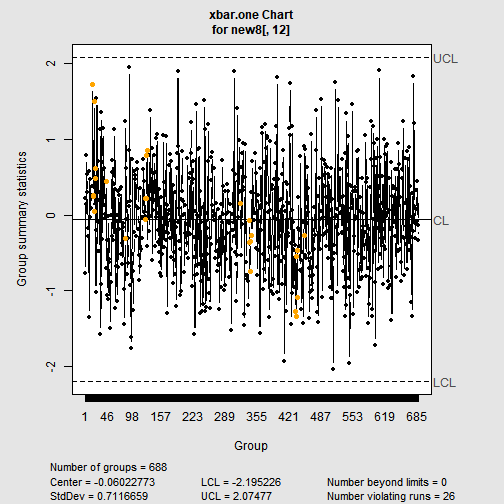 xbar.one Chart
for new8[, 12]
Group summary statistics
2
1
0
-1
-2
UCL
CL
LCL
1 46 98 157 223 289 355 421 487 553 619 685
Group
Number of groups = 688
Center = -0.06022773 LCL = -2.195226 Number beyond limits = 0
StdDev = 0.7116659 UCL = 2.07477 Number violating runs = 26